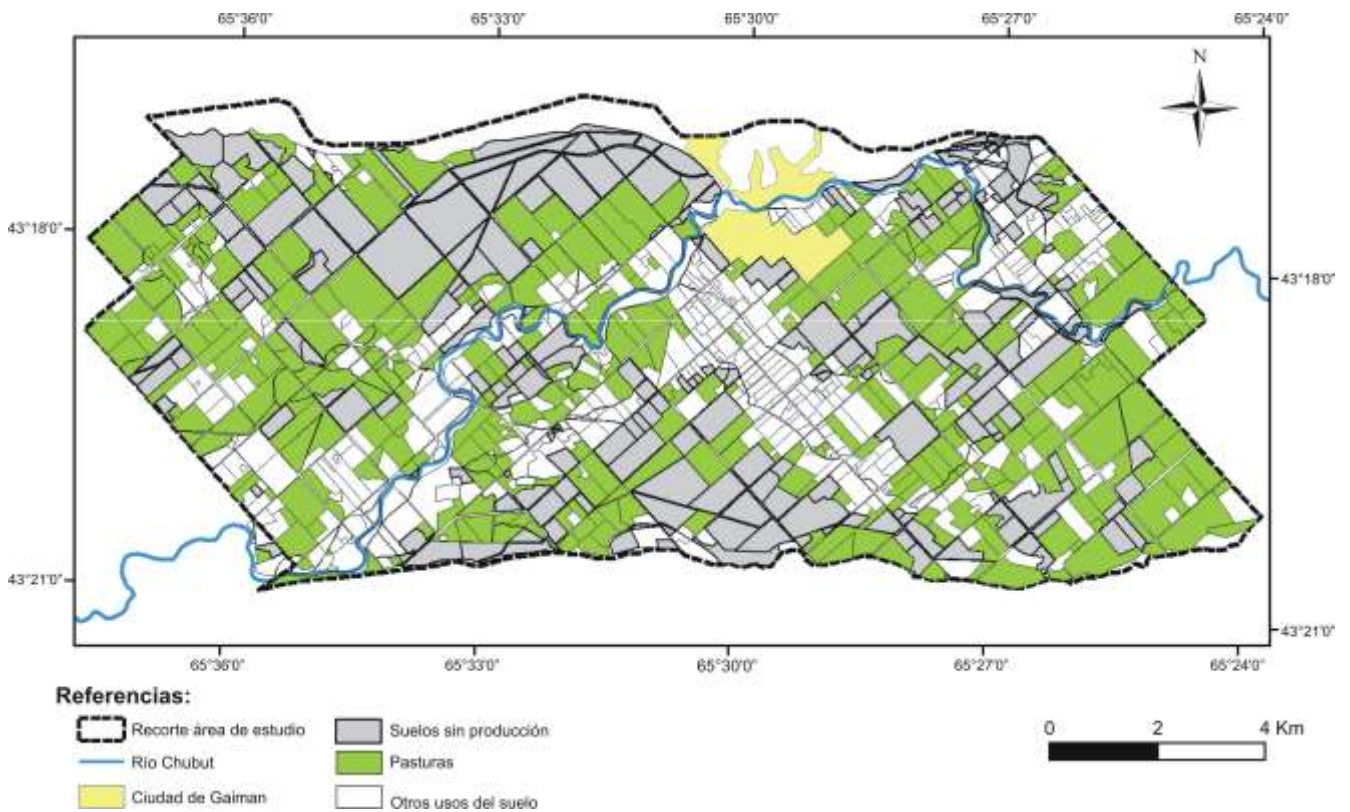 65°36'0" 65°33'0" 65°30'0" 65°27'0" 65°24'0"
N
43°18'0"
43°18'0"
43°21'0"
43°21'0"
65°36'0" 65°33'0" 65°30'0" 65°27'0" 65°24'0"
Referencias:
Recorte área de estudio
Río Chubut
Ciudad de Gaiman
Suelos sin producción
Pasturas
Otros usos del suelo
0 2 4 Km